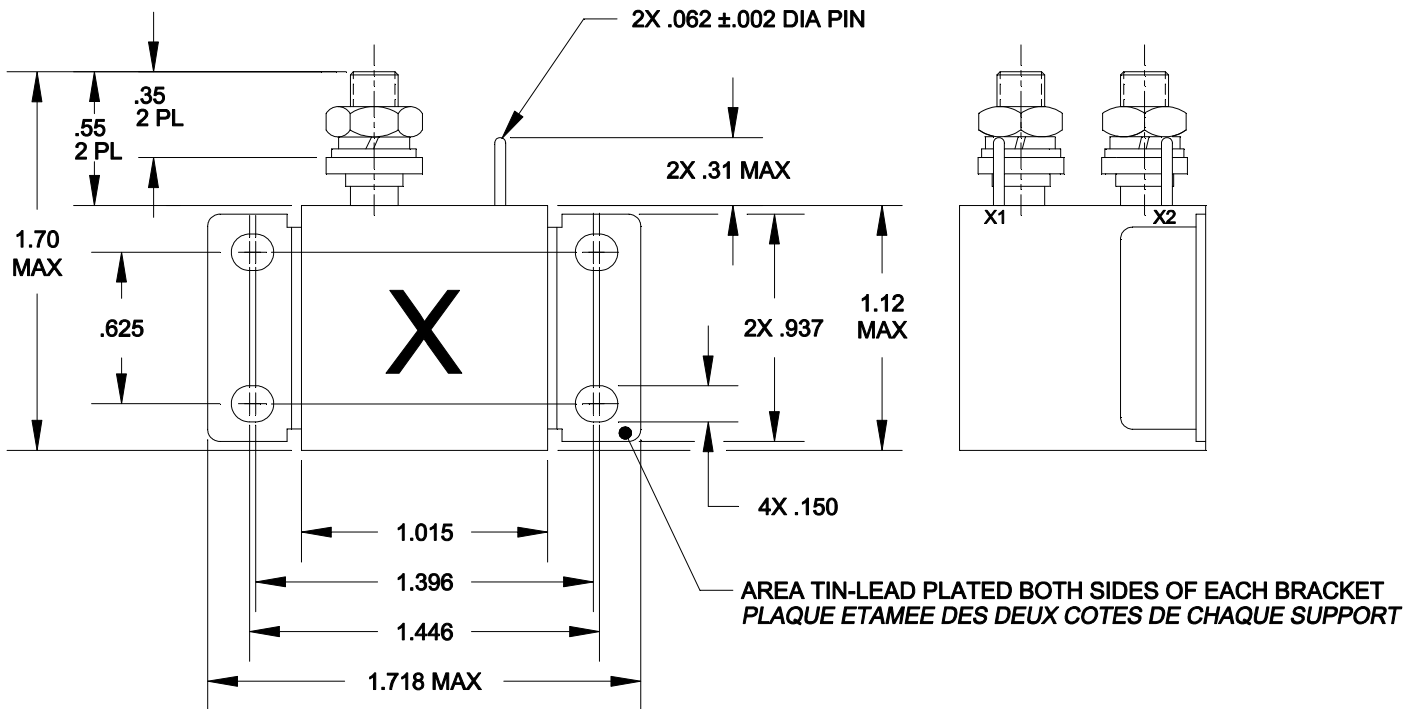 2X .062 ±.002 DIA PIN
.35
2 PL
.55
2 PL
2X .31 MAX
X1
X2
1.70
MAX
.625
X
2X .937
1.12
MAX
4X .150
1.015
1.396
AREA TIN-LEAD PLATED BOTH SIDES OF EACH BRACKET
PLAQUE ETAMEE DES DEUX COTES DE CHAQUE SUPPORT
1.446
1.718 MAX